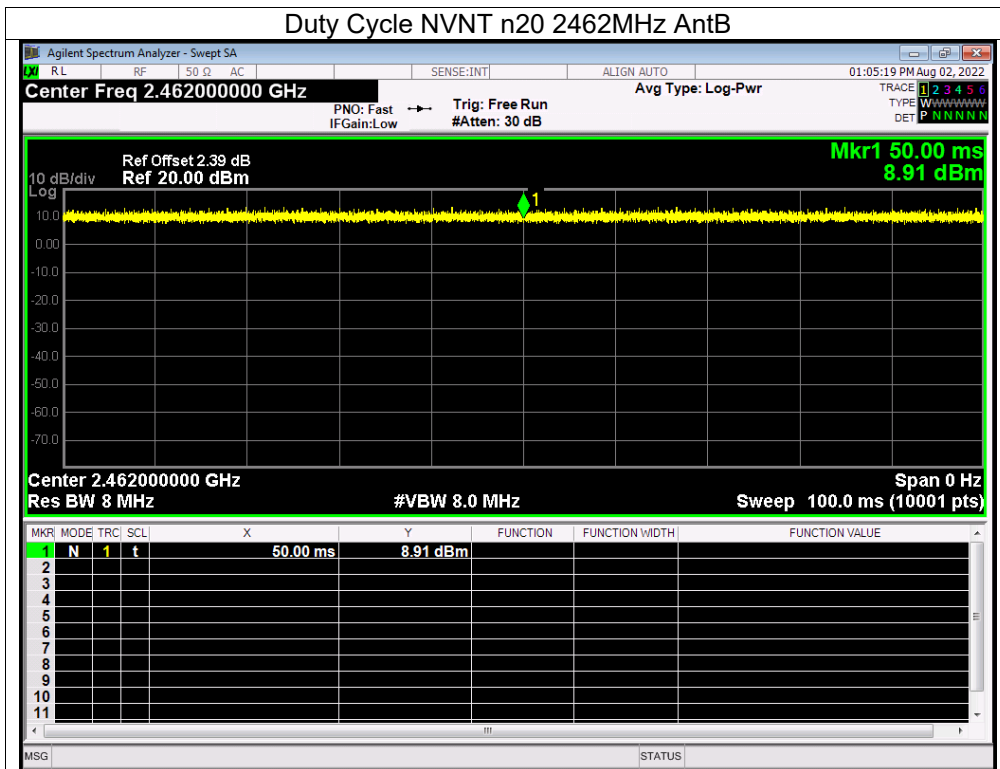 Duty Cycle NVNT n20 2462MHz AntB
Agilent Spectrum Analyzer - Swept SA
LXI RL RF 50 Ω AC SENSE:INT ALIGN AUTO 01:05:19 PM Aug 02, 2022
Center Freq 2.462000000 GHz Avg Type: Log-Pwr TRACE 1 2 3 4 5 6
PNO: Fast Trig: Free Run TYPE WWWWWW
IFGain:Low #Atten: 30 dB DET P N N N N N
Ref Offset 2.39 dB Mkr1 50.00 ms
10 dB/div Ref 20.00 dBm 8.91 dBm
Log
1
10.0
0.00
-10.0
-20.0
-30.0
-40.0
-50.0
-60.0
-70.0
Center 2.462000000 GHz Span 0 Hz
Res BW 8 MHz #VBW 8.0 MHz Sweep 100.0 ms (10001 pts)
MKR MODE TRC SCL X Y FUNCTION FUNCTION WIDTH FUNCTION VALUE
1 N 1 t 50.00 ms 8.91 dBm
2
3
4
5
6
7
8
9
10
11
MSG STATUS